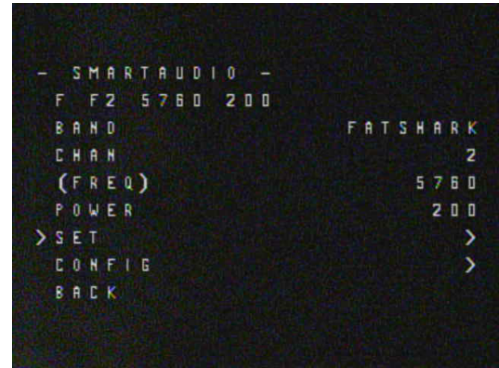 - SMARTAUDIO -
F F2 5760 200
BAND FATSHARK
CHAN 2
(FREQ) 5760
POWER 200
>SET >
CONFIG >
BACK